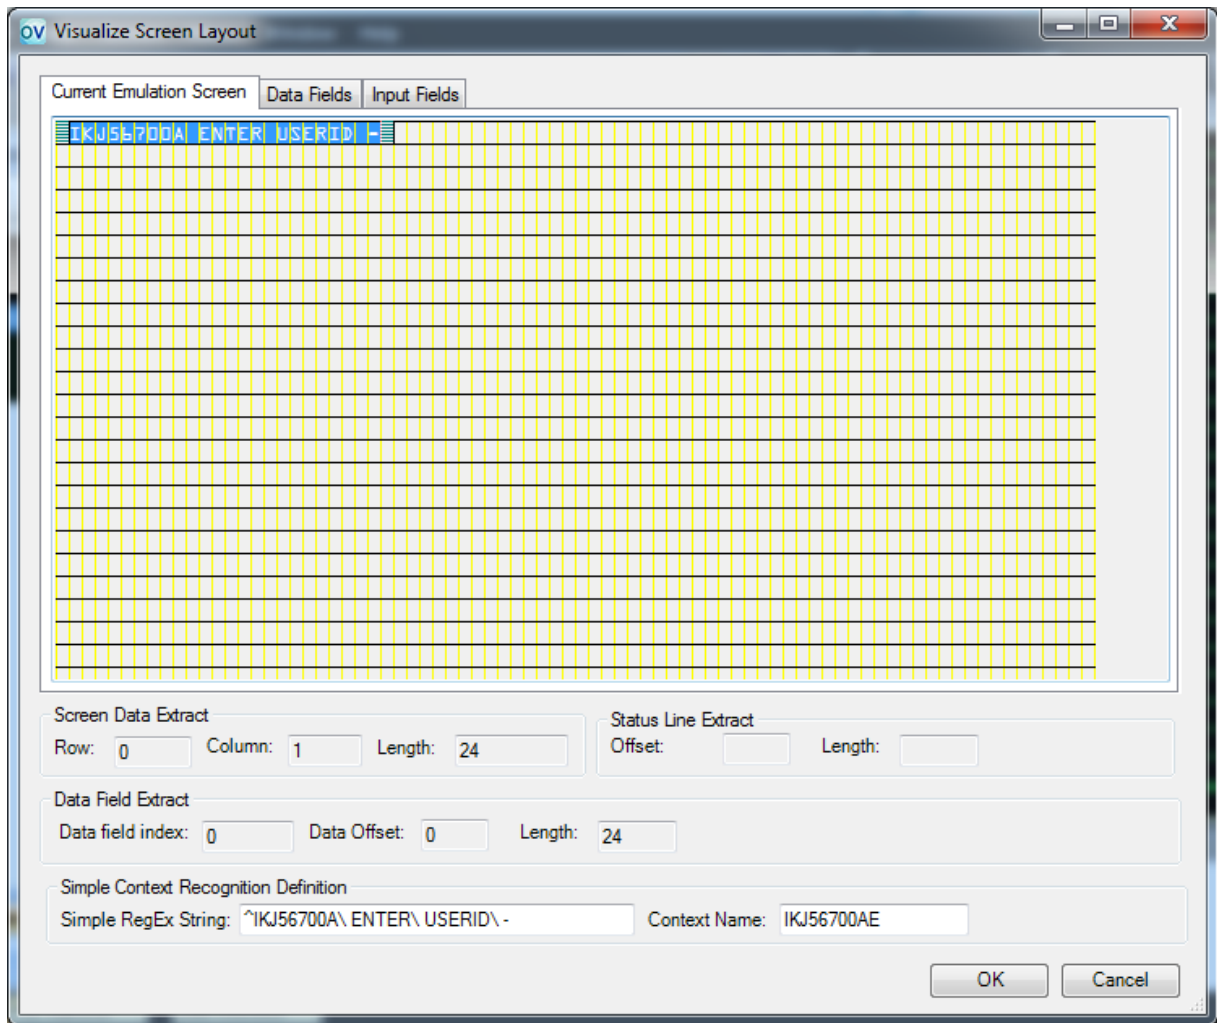 OV Visualize Screen Layout
Current Emulation Screen Data Fields Input Fields
IKJ56700A ENTER USERID -
Screen Data Extract
Row: 0 Column: 1 Length: 24
Status Line Extract
Offset: Length:
Data Field Extract
Data field index: 0 Data Offset: 0 Length: 24
Simple Context Recognition Definition
Simple RegEx String: ^IKJ56700A\ ENTER\ USERID\ - Context Name: IKJ56700AE
OK Cancel